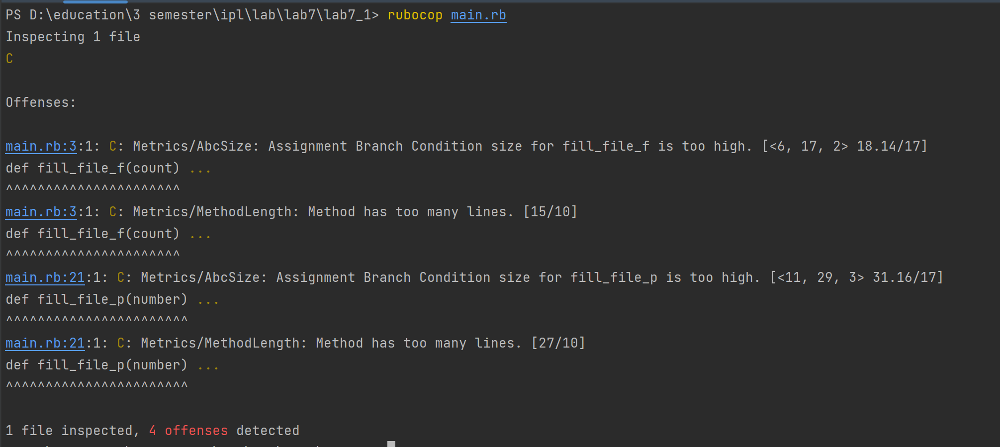 PS D:\education\3 semester\ipl\lab\lab7\lab7_1> rubocop main.rb
Inspecting 1 file
C
Offenses:
main.rb:3:1: C: Metrics/AbcSize: Assignment Branch Condition size for fill_file_f is too high. [<6, 17, 2> 18.14/17]
def fill_file_f(count) ...
^^^^^^^^^^^^^^^^^^^^^^
main.rb:3:1: C: Metrics/MethodLength: Method has too many lines. [15/10]
def fill_file_f(count) ...
^^^^^^^^^^^^^^^^^^^^^^
main.rb:21:1: C: Metrics/AbcSize: Assignment Branch Condition size for fill_file_p is too high. [<11, 29, 3> 31.16/17]
def fill_file_p(number) ...
^^^^^^^^^^^^^^^^^^^^^^^
main.rb:21:1: C: Metrics/MethodLength: Method has too many lines. [27/10]
def fill_file_p(number) ...
^^^^^^^^^^^^^^^^^^^^^^^
1 file inspected, 4 offenses detected